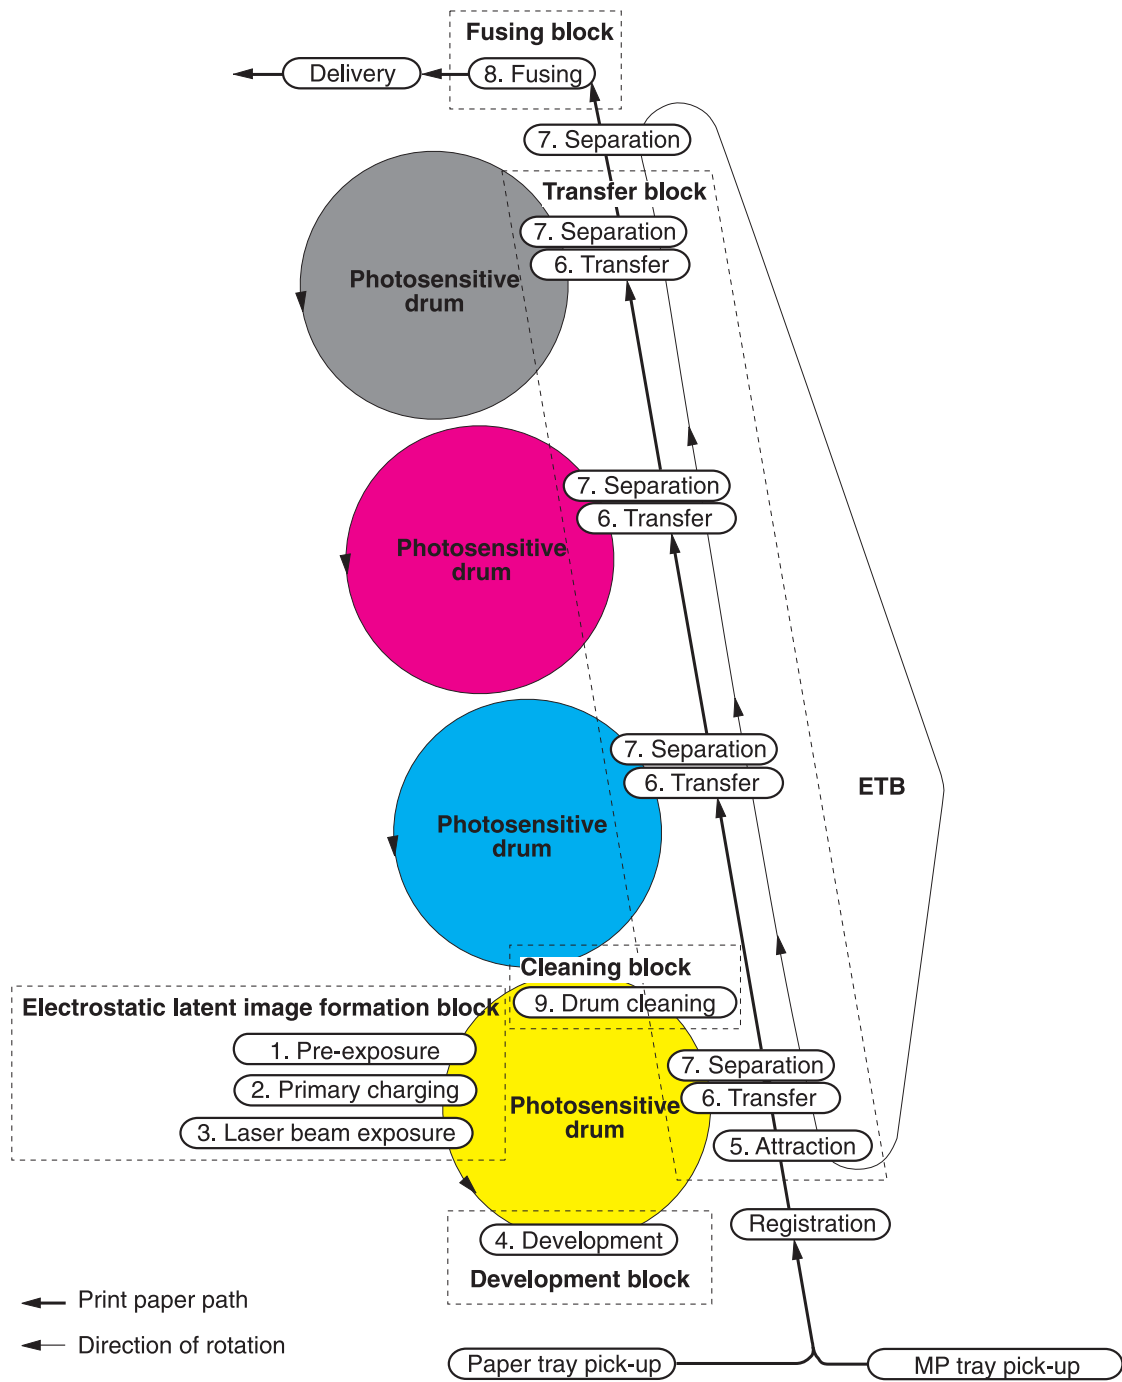 Fusing block
Delivery
8. Fusing
7. Separation
Transfer block
7. Separation
6. Transfer
Photosensitive
drum
7. Separation
6. Transfer
Photosensitive
drum
7. Separation
6. Transfer
ETB
Photosensitive
drum
Cleaning block
9. Drum cleaning
Electrostatic latent image formation block
1. Pre-exposure
2. Primary charging
3. Laser beam exposure
7. Separation
6. Transfer
Photosensitive
drum
5. Attraction
Registration
4. Development
Development block
Print paper path
Direction of rotation
Paper tray pick-up
MP tray pick-up